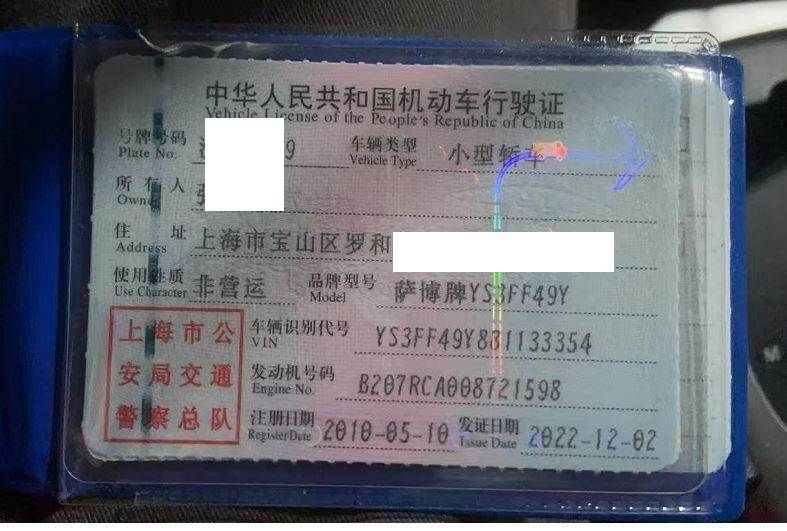 中华人民共和国机动车行驶证
Vehicle License of the People's Republic of China
号牌号码 9 车辆类型 小型轿车
Plate No. Vehicle Type
所有人
Owner
住址 上海市宝山区罗和
Address
使用性质 非营运 品牌型号 萨博牌YS3FF49Y
Use Character Model
上海市公安局交通警察总队
车辆识别代号 YS3FF49Y831133354
VIN
发动机号码 B207RCA008721598
Engine No.
注册日期 2010-05-10 发证日期 2022-12-02
Register Date Issue Date